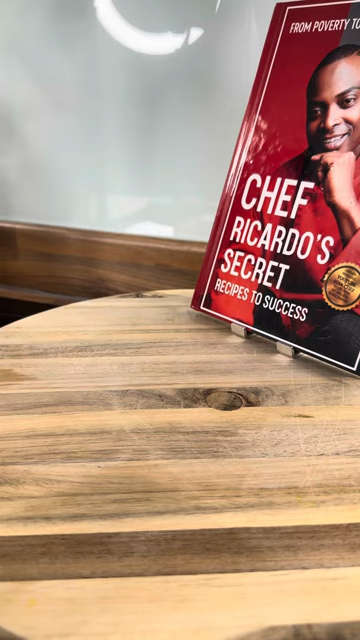 FROM POVERTY TO
CHEF
RICARDO'S
SECRET
RECIPES TO SUCCESS